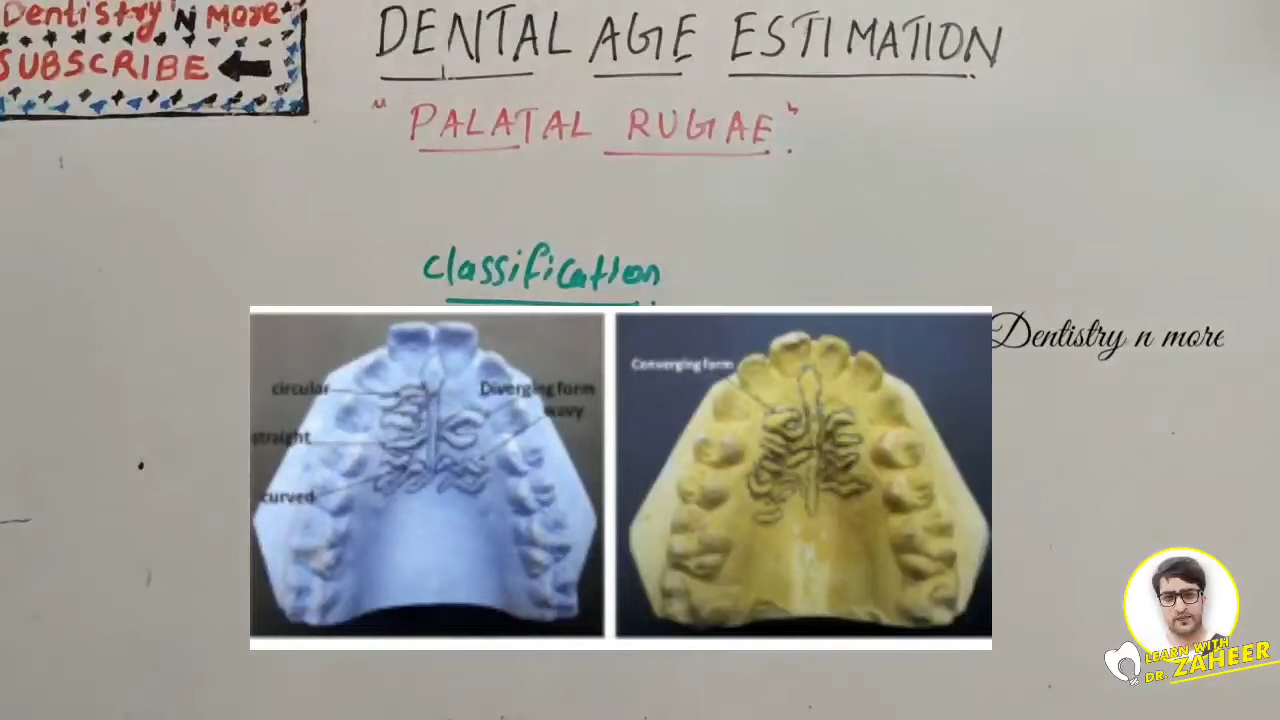 Dentistry 'N More
SUBSCRIBE
DENTAL AGE ESTIMATION
"PALATAL RUGAE".
classification
circular
straight
curved
Diverging form
wavy
Converging form
Dentistry n more
LEARN WITH
DR. ZAHEER